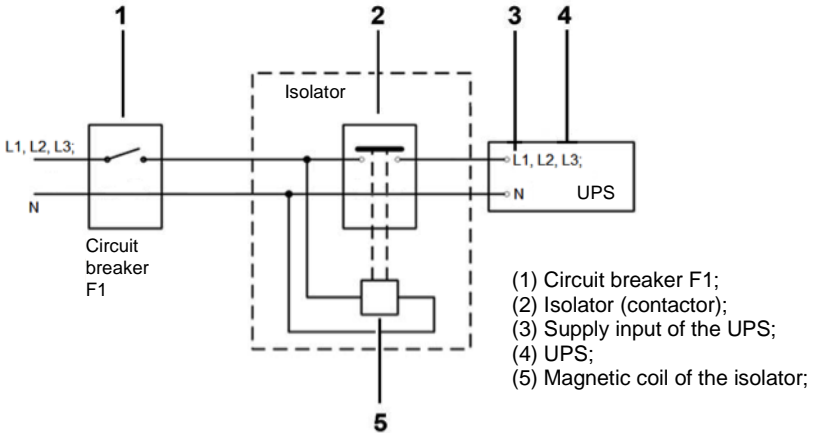 1
2
3
4
Isolator
L1, L2, L3;
L1, L2, L3;
N
N
UPS
Circuit
breaker
F1
(1) Circuit breaker F1;
(2) Isolator (contactor);
(3) Supply input of the UPS;
(4) UPS;
(5) Magnetic coil of the isolator;
5